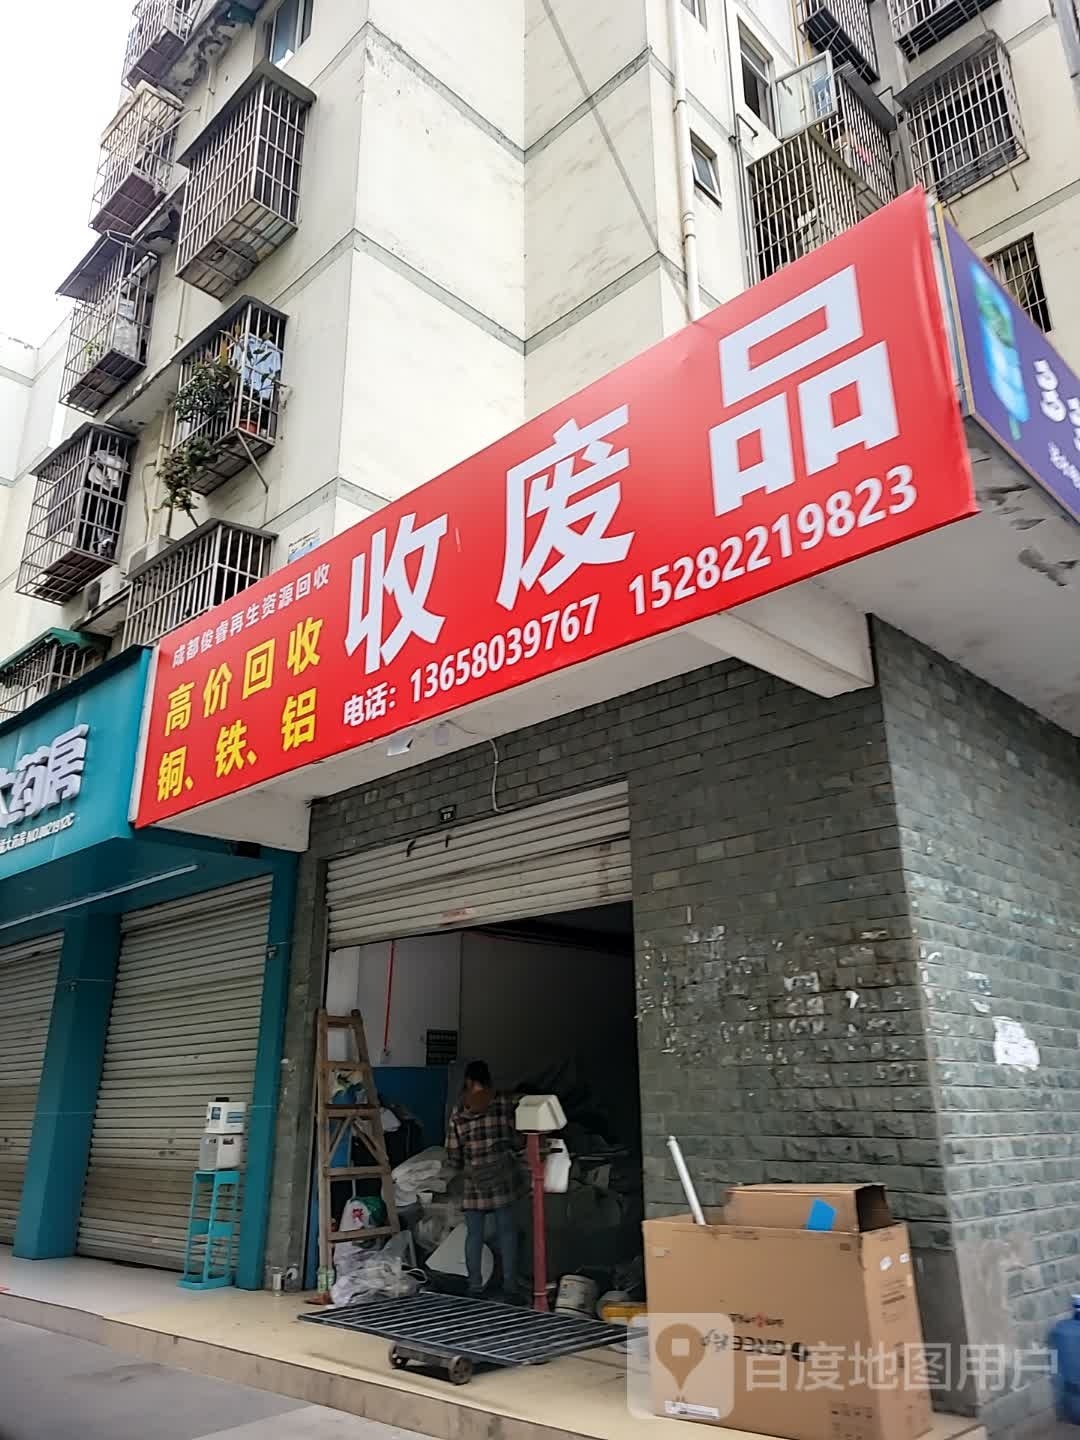 成都俊睿再生资源回收
高价回收
铜、铁、铝
收废品
电话：13658039767 15282219823
药房
GREE
百度地图用户